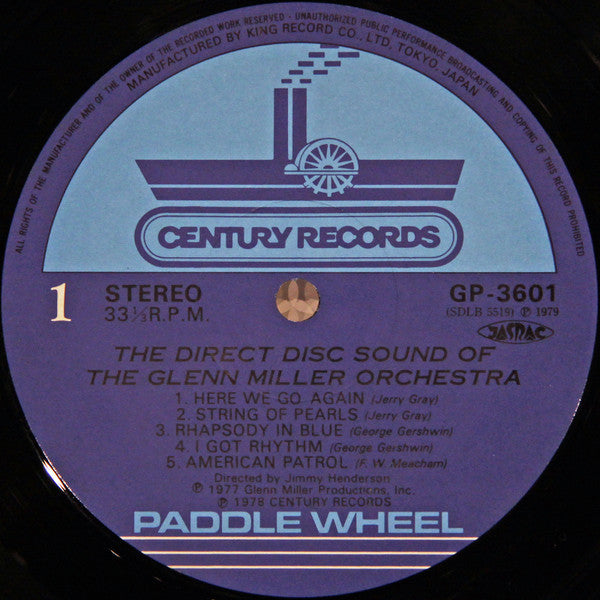 ALL RIGHTS OF THE MANUFACTURER AND OF THE OWNER OF THE RECORDED WORK RESERVED · UNAUTHORIZED PUBLIC PERFORMANCE BROADCASTING AND COPYING OF THIS RECORD PROHIBITED
MANUFACTURED BY KING RECORD CO., LTD. TOKYO, JAPAN
CENTURY RECORDS
1
STEREO
33⅓R.P.M.
GP-3601
(SDLB 5519) ℗ 1979
JASRAC
THE DIRECT DISC SOUND OF
THE GLENN MILLER ORCHESTRA
1. HERE WE GO AGAIN (Jerry Gray)
2. STRING OF PEARLS (Jerry Gray)
3. RHAPSODY IN BLUE (George Gershwin)
4. I GOT RHYTHM (George Gershwin)
5. AMERICAN PATROL (F. W. Meacham)
Directed by Jimmy Henderson
℗ 1977 Glenn Miller Productions, Inc.
℗ 1978 CENTURY RECORDS
PADDLE WHEEL